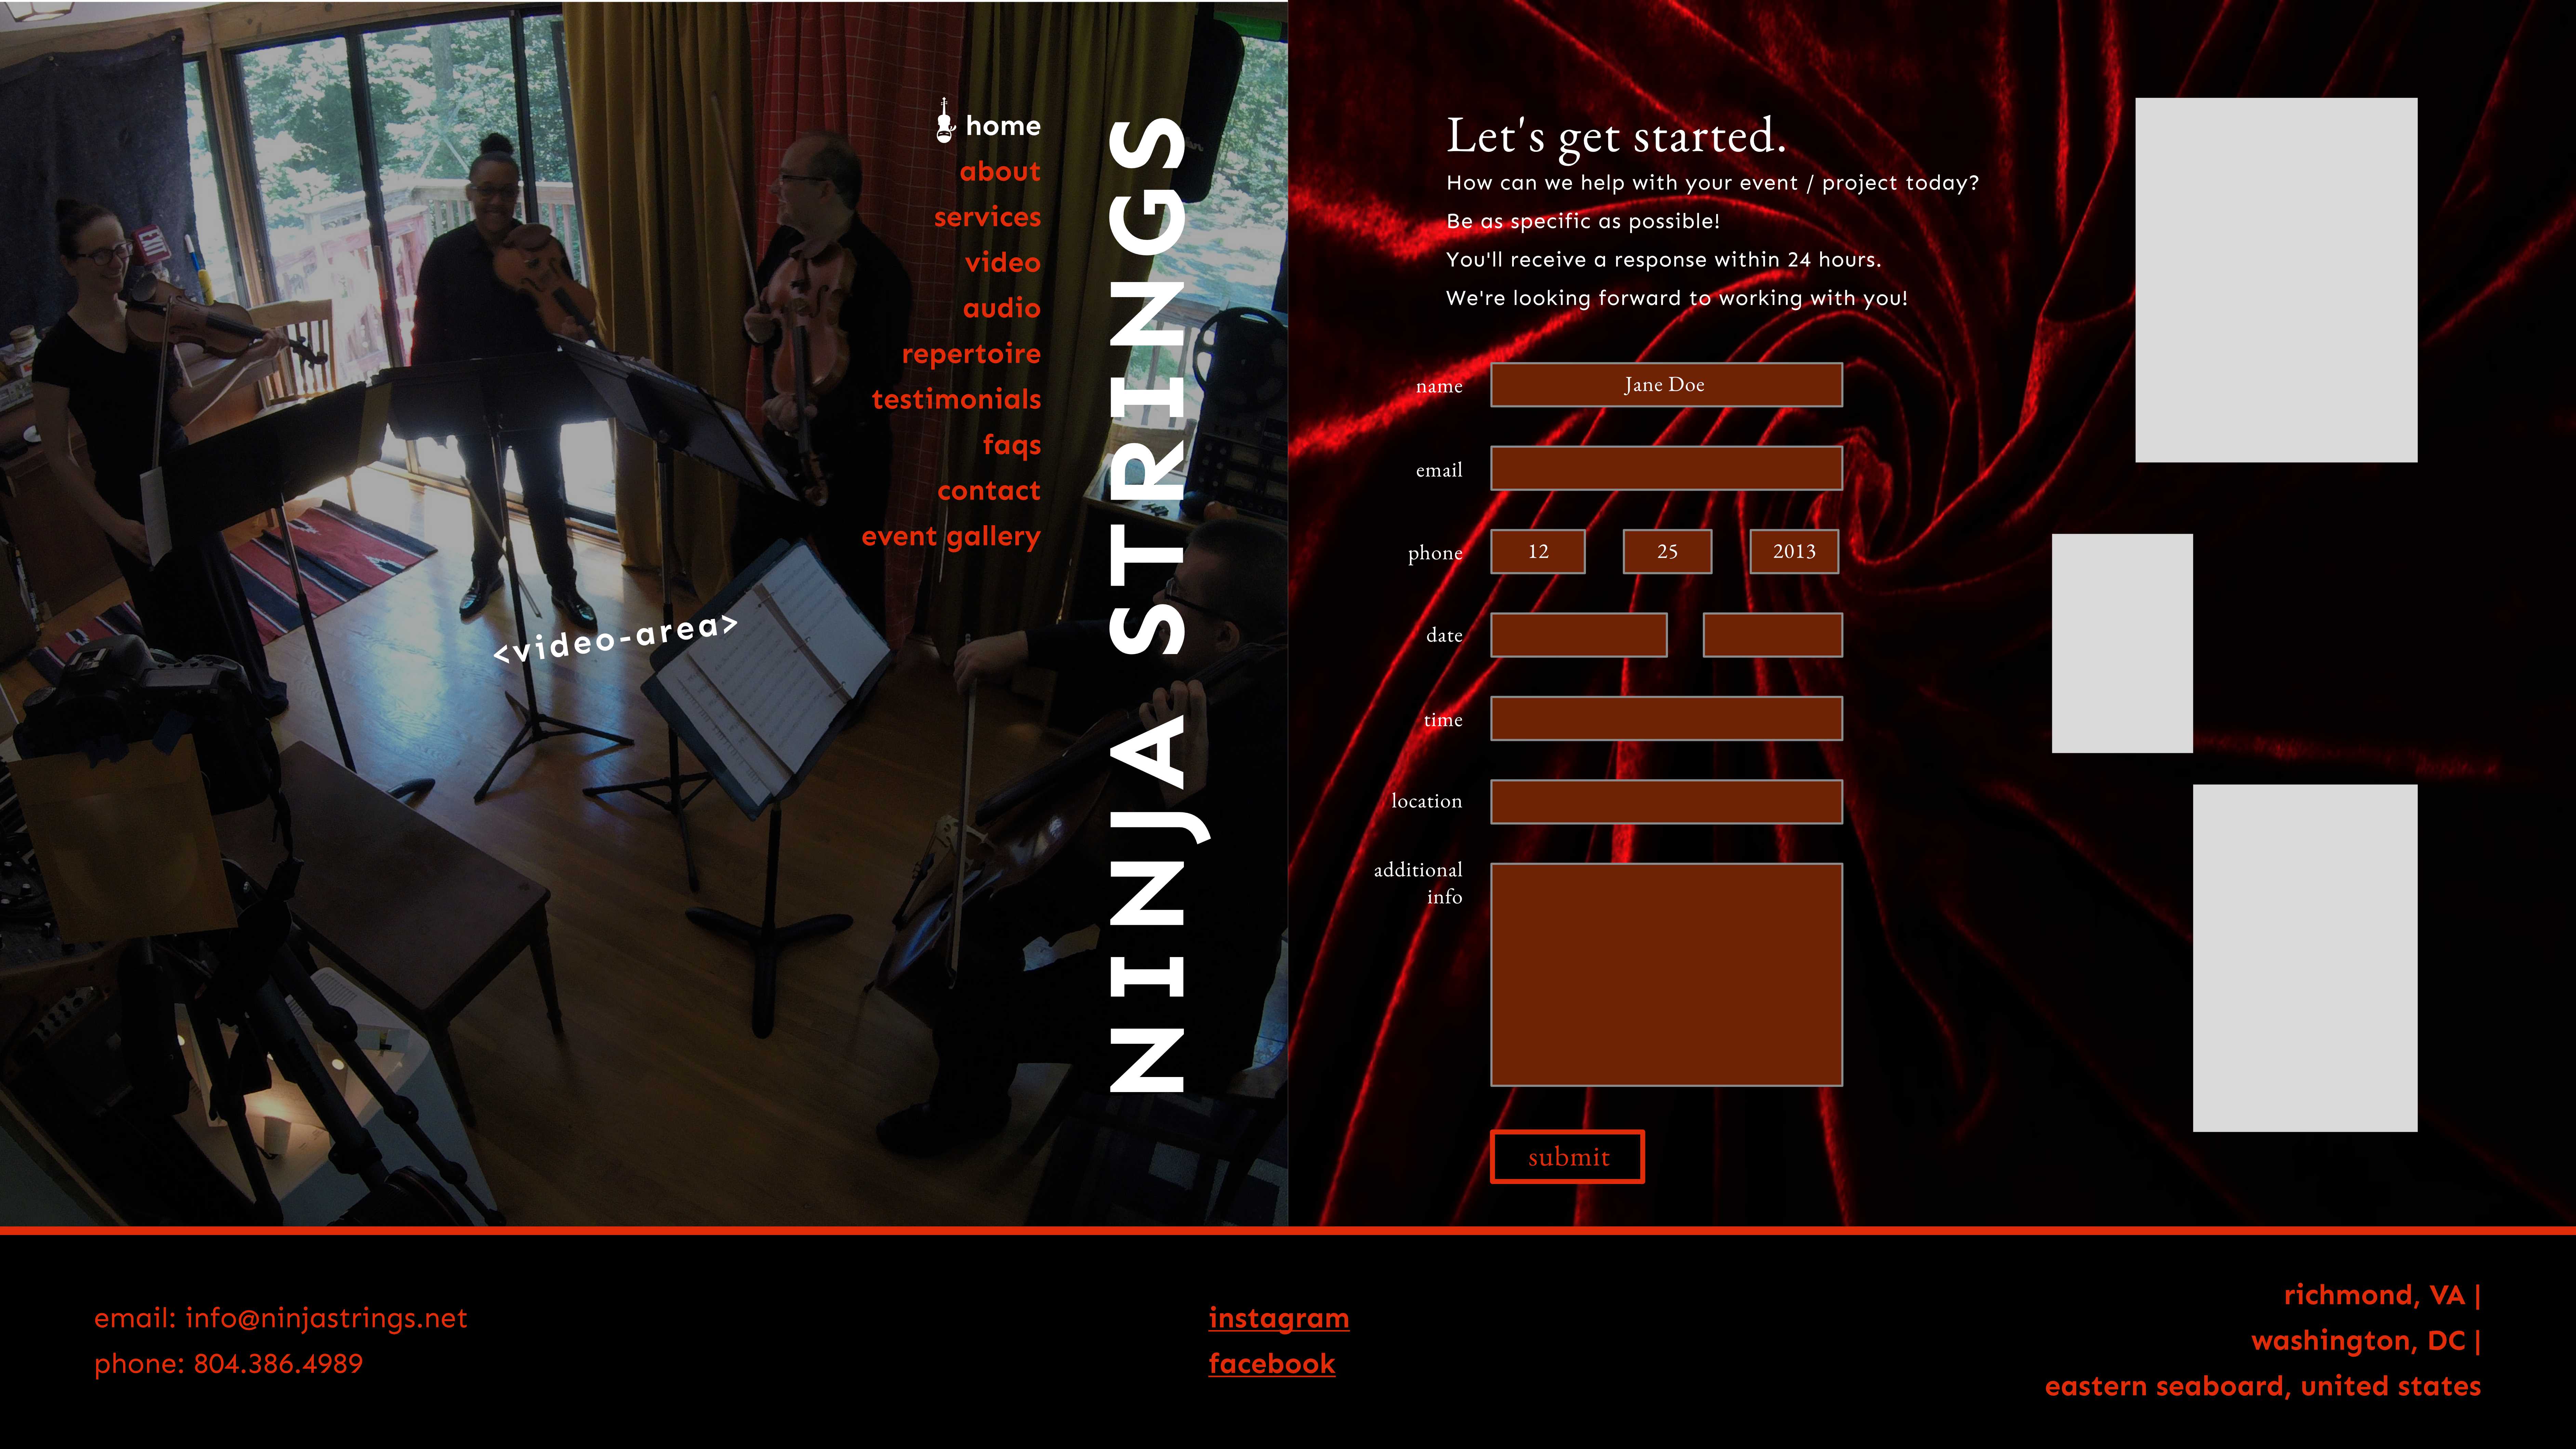 home
about
services
video
audio
repertoire
testimonials
faqs
contact
event gallery
NINJA STRINGS
<video-area>
EXIT
Let's get started.
How can we help with your event / project today?
Be as specific as possible!
You'll receive a response within 24 hours.
We're looking forward to working with you!
name Jane Doe
email
phone 12 25 2013
date
time
location
additional
info
submit
email: info@ninjastrings.net
phone: 804.386.4989
instagram
facebook
richmond, VA |
washington, DC |
eastern seaboard, united states